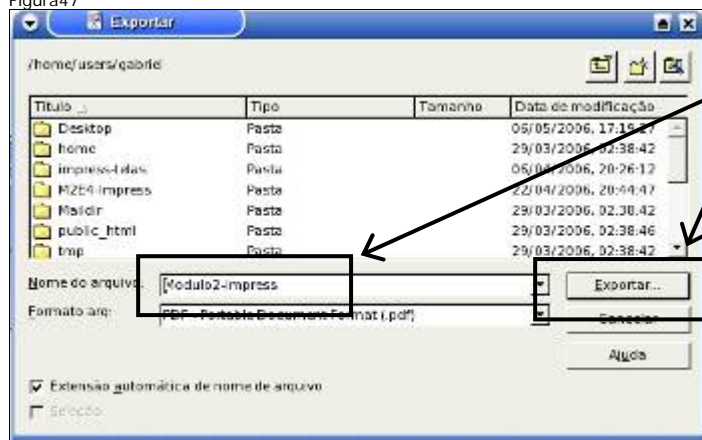 Figura47
Exportar
/home/users/gabriel
Título Tipo Tamanho Data de modificação
Desktop Pasta 06/05/2006, 17:19:27
home Pasta 29/03/2006, 02:38:42
impress-telas Pasta 06/04/2006, 20:26:12
M2E4-Impress Pasta 22/04/2006, 20:44:47
Maildir Pasta 29/03/2006, 02:38:42
public_html Pasta 29/03/2006, 02:38:46
tmp Pasta 29/03/2006, 02:38:42
Nome do arquivo: Modulo2-Impress Exportar...
Formato arq: PDF - Portable Document Format (.pdf) Cancelar
Ajuda
Extensão automática de nome de arquivo
Seleção